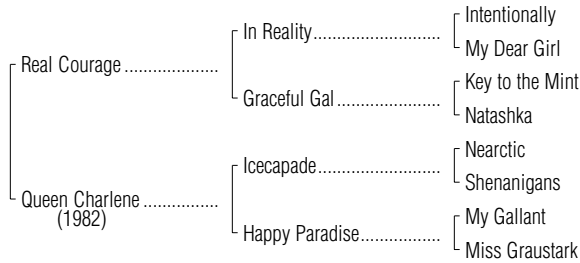 Intentionally
In Reality....................
My Dear Girl
Real Courage ....................
Key to the Mint
Graceful Gal ......................
Natashka
Nearctic
Icecapade.......................
Shenanigans
Queen Charlene ................
(1982)
My Gallant
Happy Paradise.................
Miss Graustark